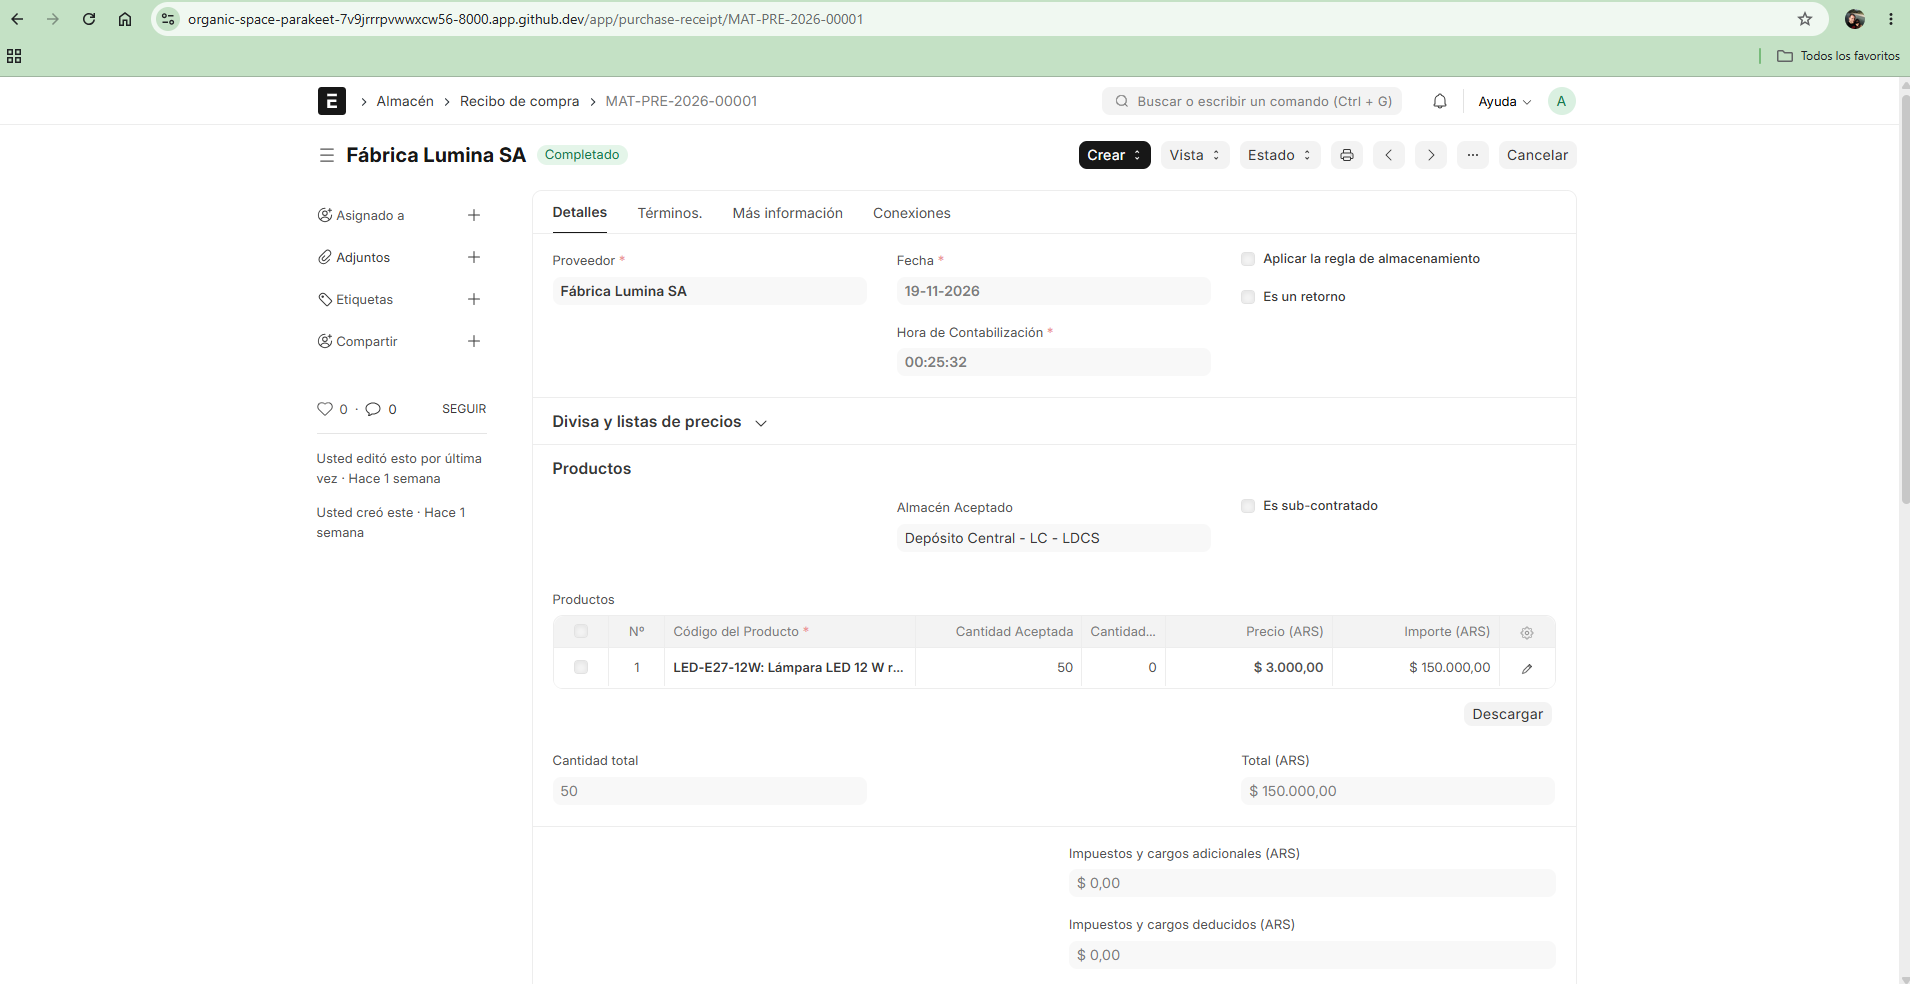 organic-space-parakeet-7v9jrrrpvwwxcw56-8000.app.github.dev/app/purchase-receipt/MAT-PRE-2026-00001
Todos los favoritos
E
Almacén
Recibo de compra
MAT-PRE-2026-00001
Buscar o escribir un comando (Ctrl + G)
Ayuda
A
Fábrica Lumina SA
Completado
Crear
Vista
Estado
Cancelar
Asignado a
Adjuntos
Etiquetas
Compartir
0 · 0
SEGUIR
Usted editó esto por última
vez · Hace 1 semana
Usted creó este · Hace 1
semana
Detalles
Términos.
Más información
Conexiones
Proveedor *
Fábrica Lumina SA
Fecha *
19-11-2026
Hora de Contabilización *
00:25:32
Aplicar la regla de almacenamiento
Es un retorno
Divisa y listas de precios
Productos
Almacén Aceptado
Depósito Central - LC - LDCS
Es sub-contratado
Productos
Nº Código del Producto * Cantidad Aceptada Cantidad... Precio (ARS) Importe (ARS)
1 LED-E27-12W: Lámpara LED 12 W r... 50 0 $ 3.000,00 $ 150.000,00
Descargar
Cantidad total
50
Total (ARS)
$ 150.000,00
Impuestos y cargos adicionales (ARS)
$ 0,00
Impuestos y cargos deducidos (ARS)
$ 0,00